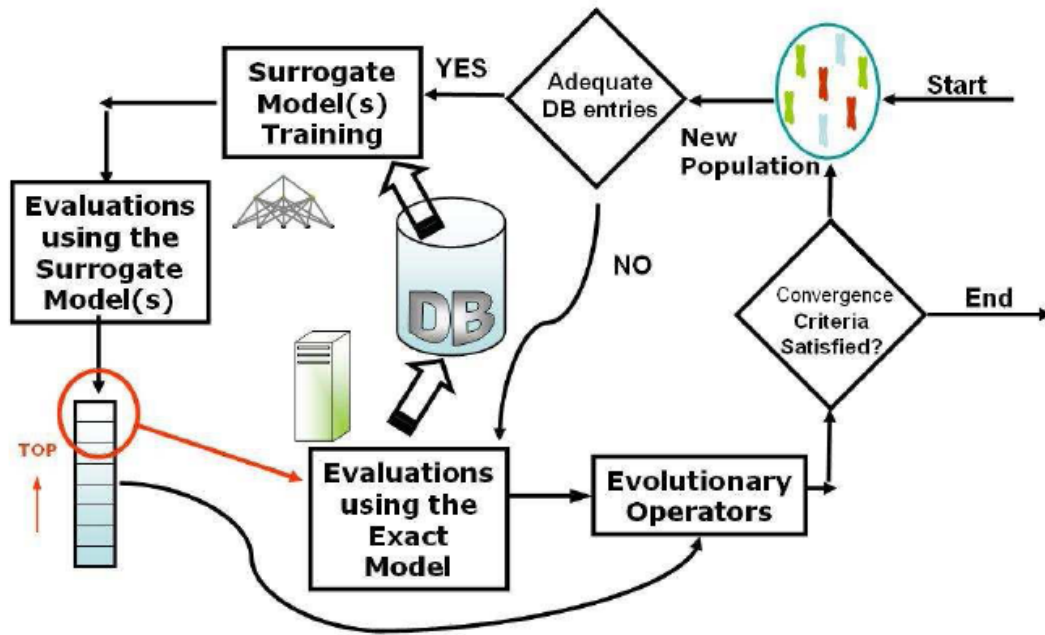 Surrogate
Model(s)
Training
YES
Adequate
DB entries
Start
New
Population
Evaluations
using the
Surrogate
Model(s)
NO
DB
Convergence
Criteria
Satisfied?
End
TOP
Evaluations
using the
Exact
Model
Evolutionary
Operators